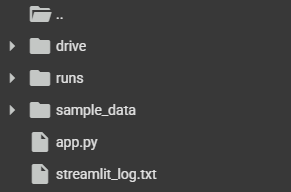 ..
drive
runs
sample_data
app.py
streamlit_log.txt